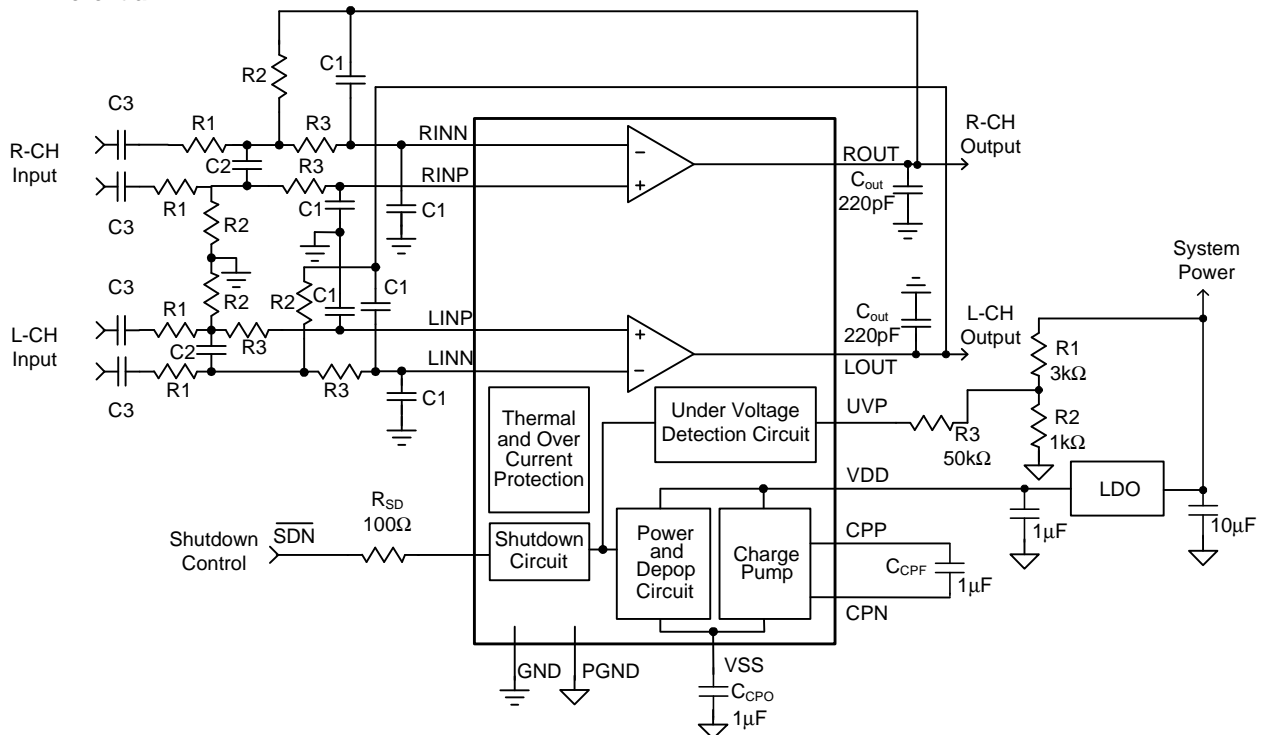 R2
C1
C3
R1
R3
RINN
R-CH
Input
C2
R3
RINP
C3
R1
R2
C1
C1
ROUT
R-CH
Output
Cout
220pF
System
Power
C3
R1
R2
R2
C1
C1
L-CH
Input
R3
LINP
C2
R1
R3
LINN
C3
C1
Cout
220pF
L-CH
Output
LOUT
R1
3kΩ
R2
1kΩ
UVP
R3
50kΩ
Thermal
and Over
Current
Protection
Under Voltage
Detection Circuit
VDD
LDO
1μF
10μF
RSD
100Ω
Shutdown
Control
SDN
Shutdown
Circuit
Power
and
Depop
Circuit
Charge
Pump
CPP
CCPF
1μF
CPN
GND
PGND
VSS
CCPO
1μF